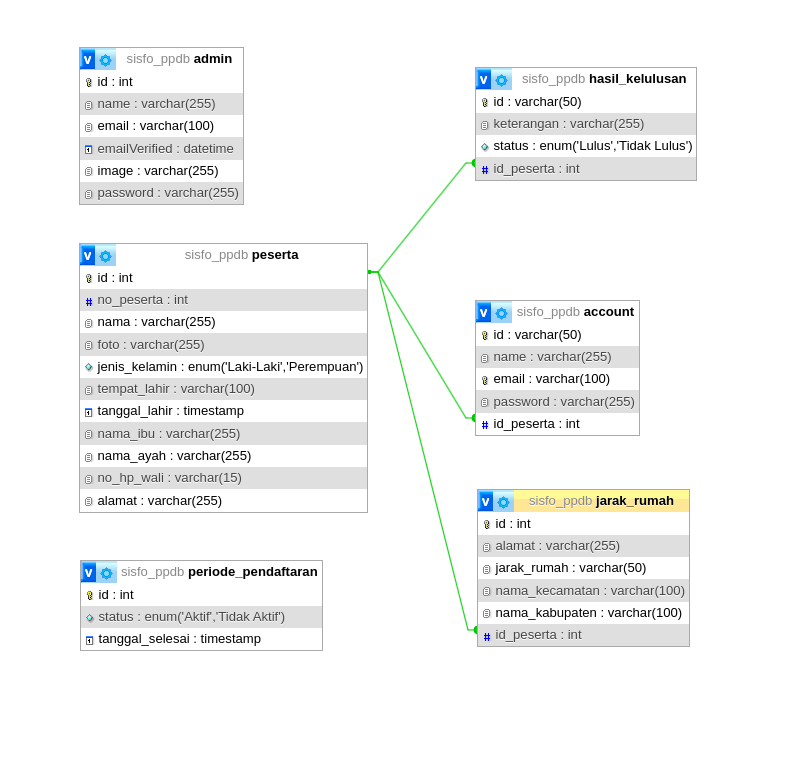 v sisfo_ppdb admin
id : int
name : varchar(255)
email : varchar(100)
emailVerified : datetime
image : varchar(255)
password : varchar(255)
v sisfo_ppdb hasil_kelulusan
id : varchar(50)
keterangan : varchar(255)
status : enum('Lulus','Tidak Lulus')
# id_peserta : int
v sisfo_ppdb peserta
id : int
# no_peserta : int
nama : varchar(255)
foto : varchar(255)
jenis_kelamin : enum('Laki-Laki','Perempuan')
tempat_lahir : varchar(100)
tanggal_lahir : timestamp
nama_ibu : varchar(255)
nama_ayah : varchar(255)
no_hp_wali : varchar(15)
alamat : varchar(255)
v sisfo_ppdb account
id : varchar(50)
name : varchar(255)
email : varchar(100)
password : varchar(255)
# id_peserta : int
v sisfo_ppdb jarak_rumah
id : int
alamat : varchar(255)
jarak_rumah : varchar(50)
nama_kecamatan : varchar(100)
nama_kabupaten : varchar(100)
# id_peserta : int
v sisfo_ppdb periode_pendaftaran
id : int
status : enum('Aktif','Tidak Aktif')
tanggal_selesai : timestamp